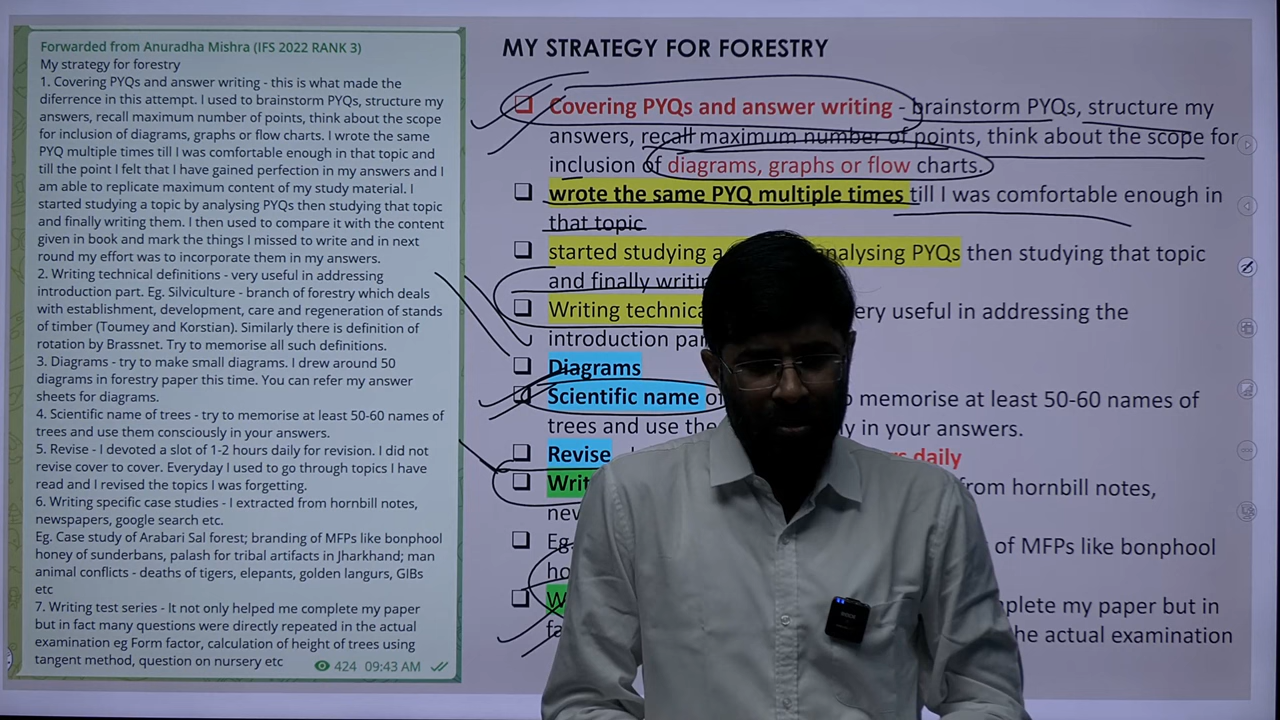 Forwarded from Anuradha Mishra (IFS 2022 RANK 3)
My strategy for forestry
1. Covering PYQs and answer writing - this is what made the
diferrence in this attempt. I used to brainstorm PYQs, structure my
answers, recall maximum number of points, think about the scope
for inclusion of diagrams, graphs or flow charts. I wrote the same
PYQ multiple times till I was comfortable enough in that topic and
till the point I felt that I have gained perfection in my answers and I
am able to replicate maximum content of my study material. I
started studying a topic by analysing PYQs then studying that topic
and finally writing them. I then used to compare it with the content
given in book and mark the things I missed to write and in next
round my effort was to incorporate them in my answers.
2. Writing technical definitions - very useful in addressing
introduction part. Eg. Silviculture - branch of forestry which deals
with establishment, development, care and regeneration of stands
of timber (Toumey and Korstian). Similarly there is definition of
rotation by Brassnet. Try to memorise all such definitions.
3. Diagrams - try to make small diagrams. I drew around 50
diagrams in forestry paper this time. You can refer my answer
sheets for diagrams.
4. Scientific name of trees - try to memorise at least 50-60 names of
trees and use them consciously in your answers.
5. Revise - I devoted a slot of 1-2 hours daily for revision. I did not
revise cover to cover. Everyday I used to go through topics I have
read and I revised the topics I was forgetting.
6. Writing specific case studies - I extracted from hornbill notes,
newspapers, google search etc.
Eg. Case study of Arabari Sal forest; branding of MFPs like bonphool
honey of sunderbans, palash for tribal artifacts in Jharkhand; man
animal conflicts - deaths of tigers, elepants, golden langurs, GIBs
etc
7. Writing test series - It not only helped me complete my paper
but in fact many questions were directly repeated in the actual
examination eg Form factor, calculation of height of trees using
tangent method, question on nursery etc
424 09:43 AM
MY STRATEGY FOR FORESTRY
Covering PYQs and answer writing - brainstorm PYQs, structure my
answers, recall maximum number of points, think about the scope for
inclusion of diagrams, graphs or flow charts.
wrote the same PYQ multiple times till I was comfortable enough in
that topic
started studying a analysing PYQs then studying that topic
and finally
Writing ery useful in addressing the
introduction
Diagrams
Scientific name memorise at least 50-60 names of
trees and use in your answers.
Revise daily
from hornbill notes,
Eg of MFPs like bonphool
my paper but in
the actual examination